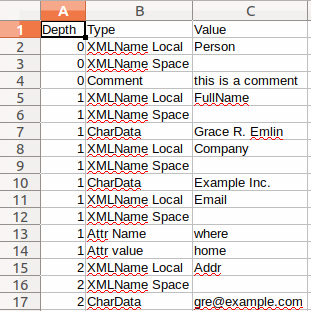 A B C
1 Depth Type Value
2 0 XMLName Local Person
3 0 XMLName Space
4 0 Comment this is a comment
5 1 XMLName Local FullName
6 1 XMLName Space
7 1 CharData Grace R. Emlin
8 1 XMLName Local Company
9 1 XMLName Space
10 1 CharData Example Inc.
11 1 XMLName Local Email
12 1 XMLName Space
13 1 Attr Name where
14 1 Attr value home
15 2 XMLName Local Addr
16 2 XMLName Space
17 2 CharData gre@example.com